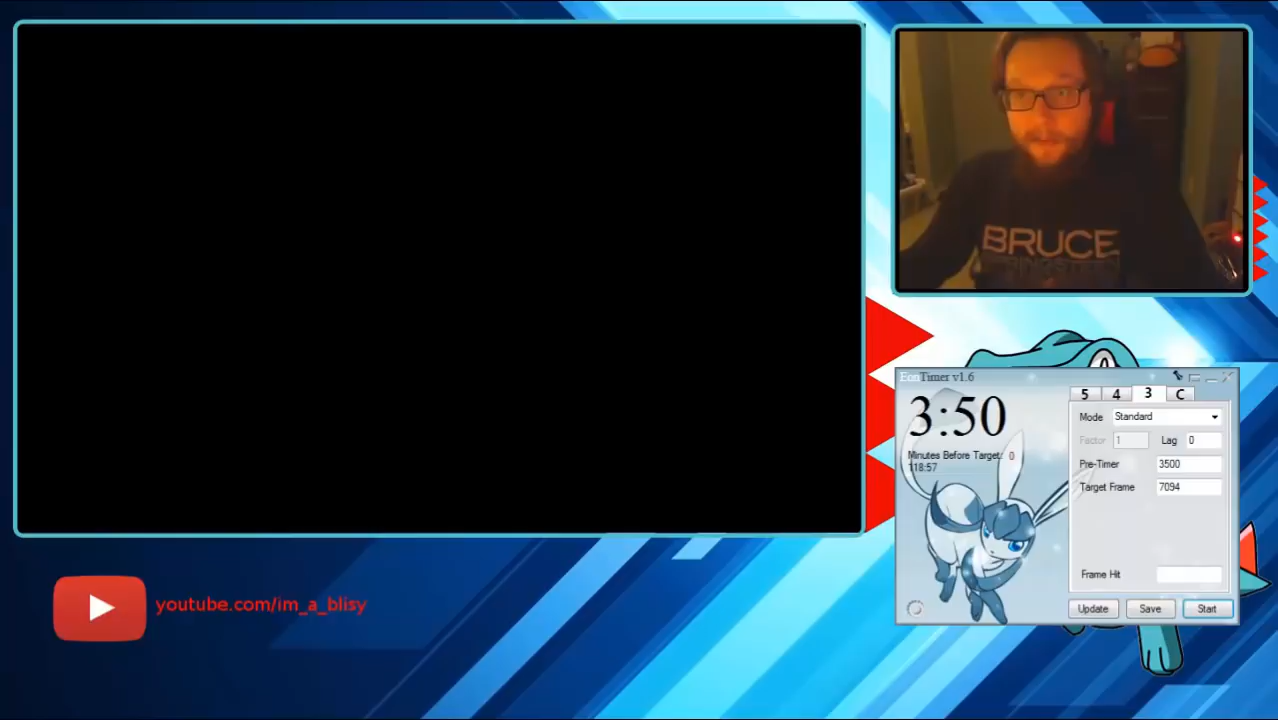 BRUCE
SPRINGSTEEN
EonTimer v1.6
5 4 3 C
3:50
Mode Standard
Minutes Before Target: 0
118:57
Factor 1 Lag 0
Pre-Timer 3500
Target Frame 7094
Frame Hit
Update Save Start
youtube.com/im_a_blisy